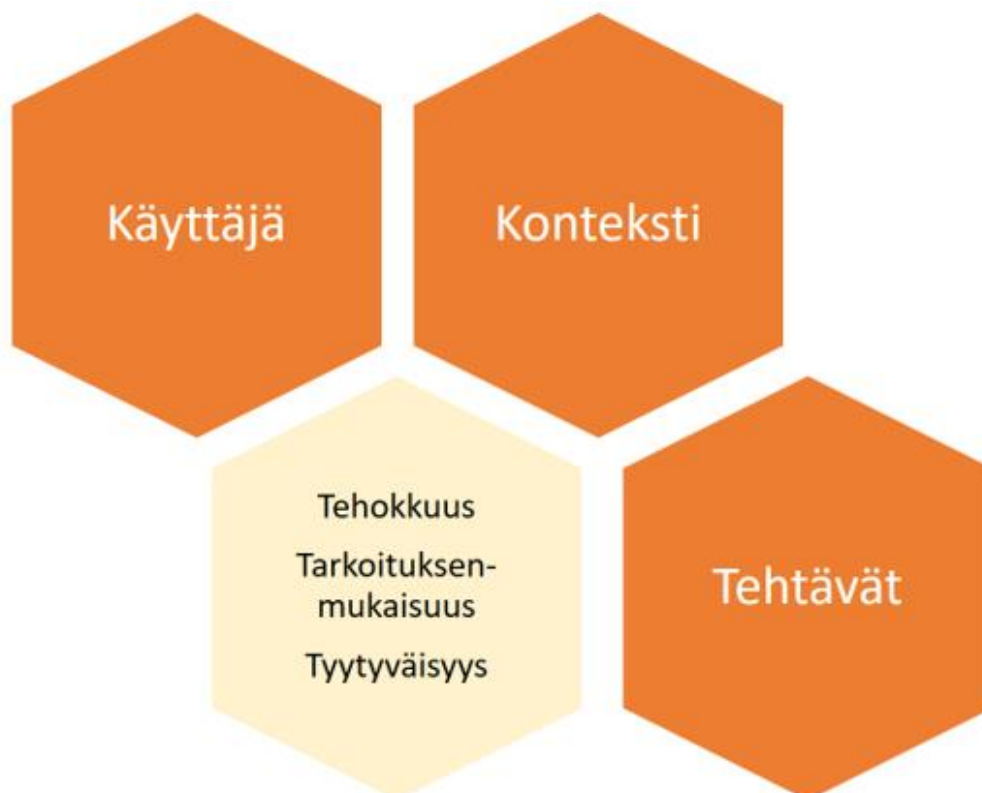 Käyttäjä
Konteksti
Tehokkuus
Tarkoituksen-
mukaisuus
Tyytyväisyys
Tehtävät